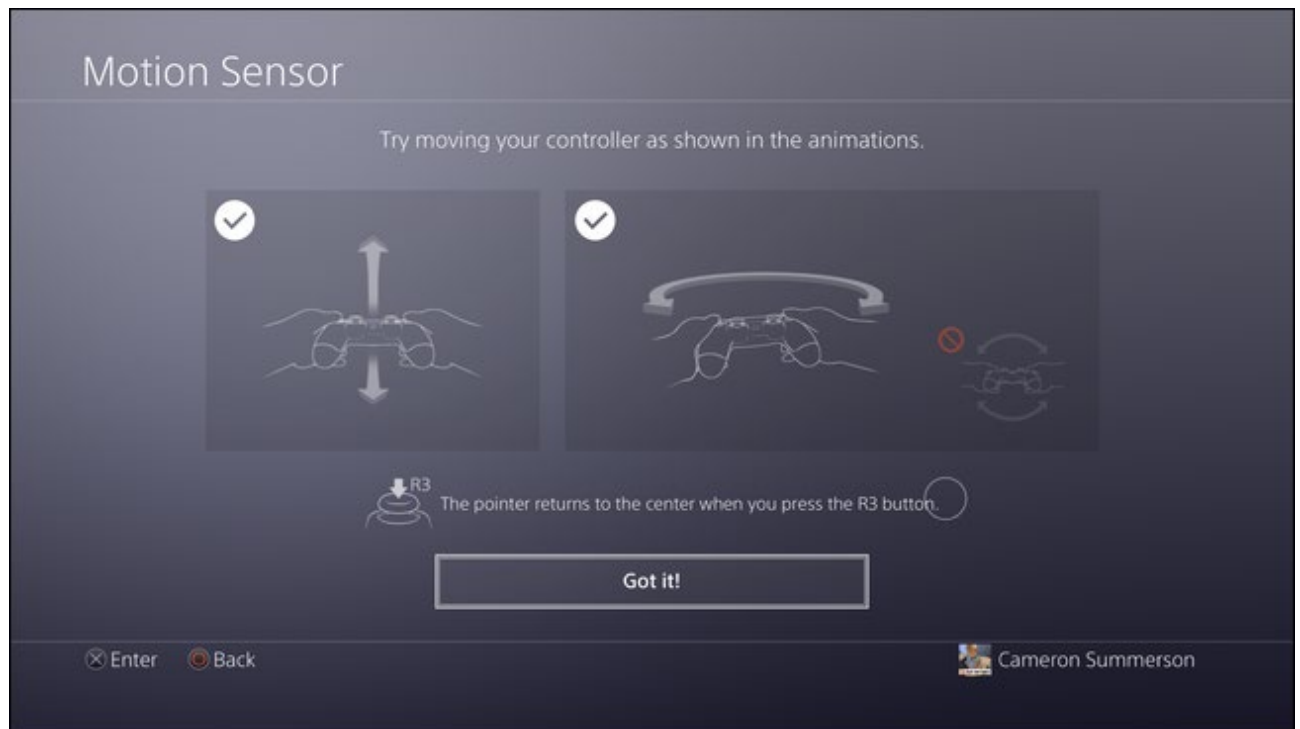 Motion Sensor
Try moving your controller as shown in the animations.
R3
The pointer returns to the center when you press the R3 button.
Got it!
Enter
Back
Cameron Summerson